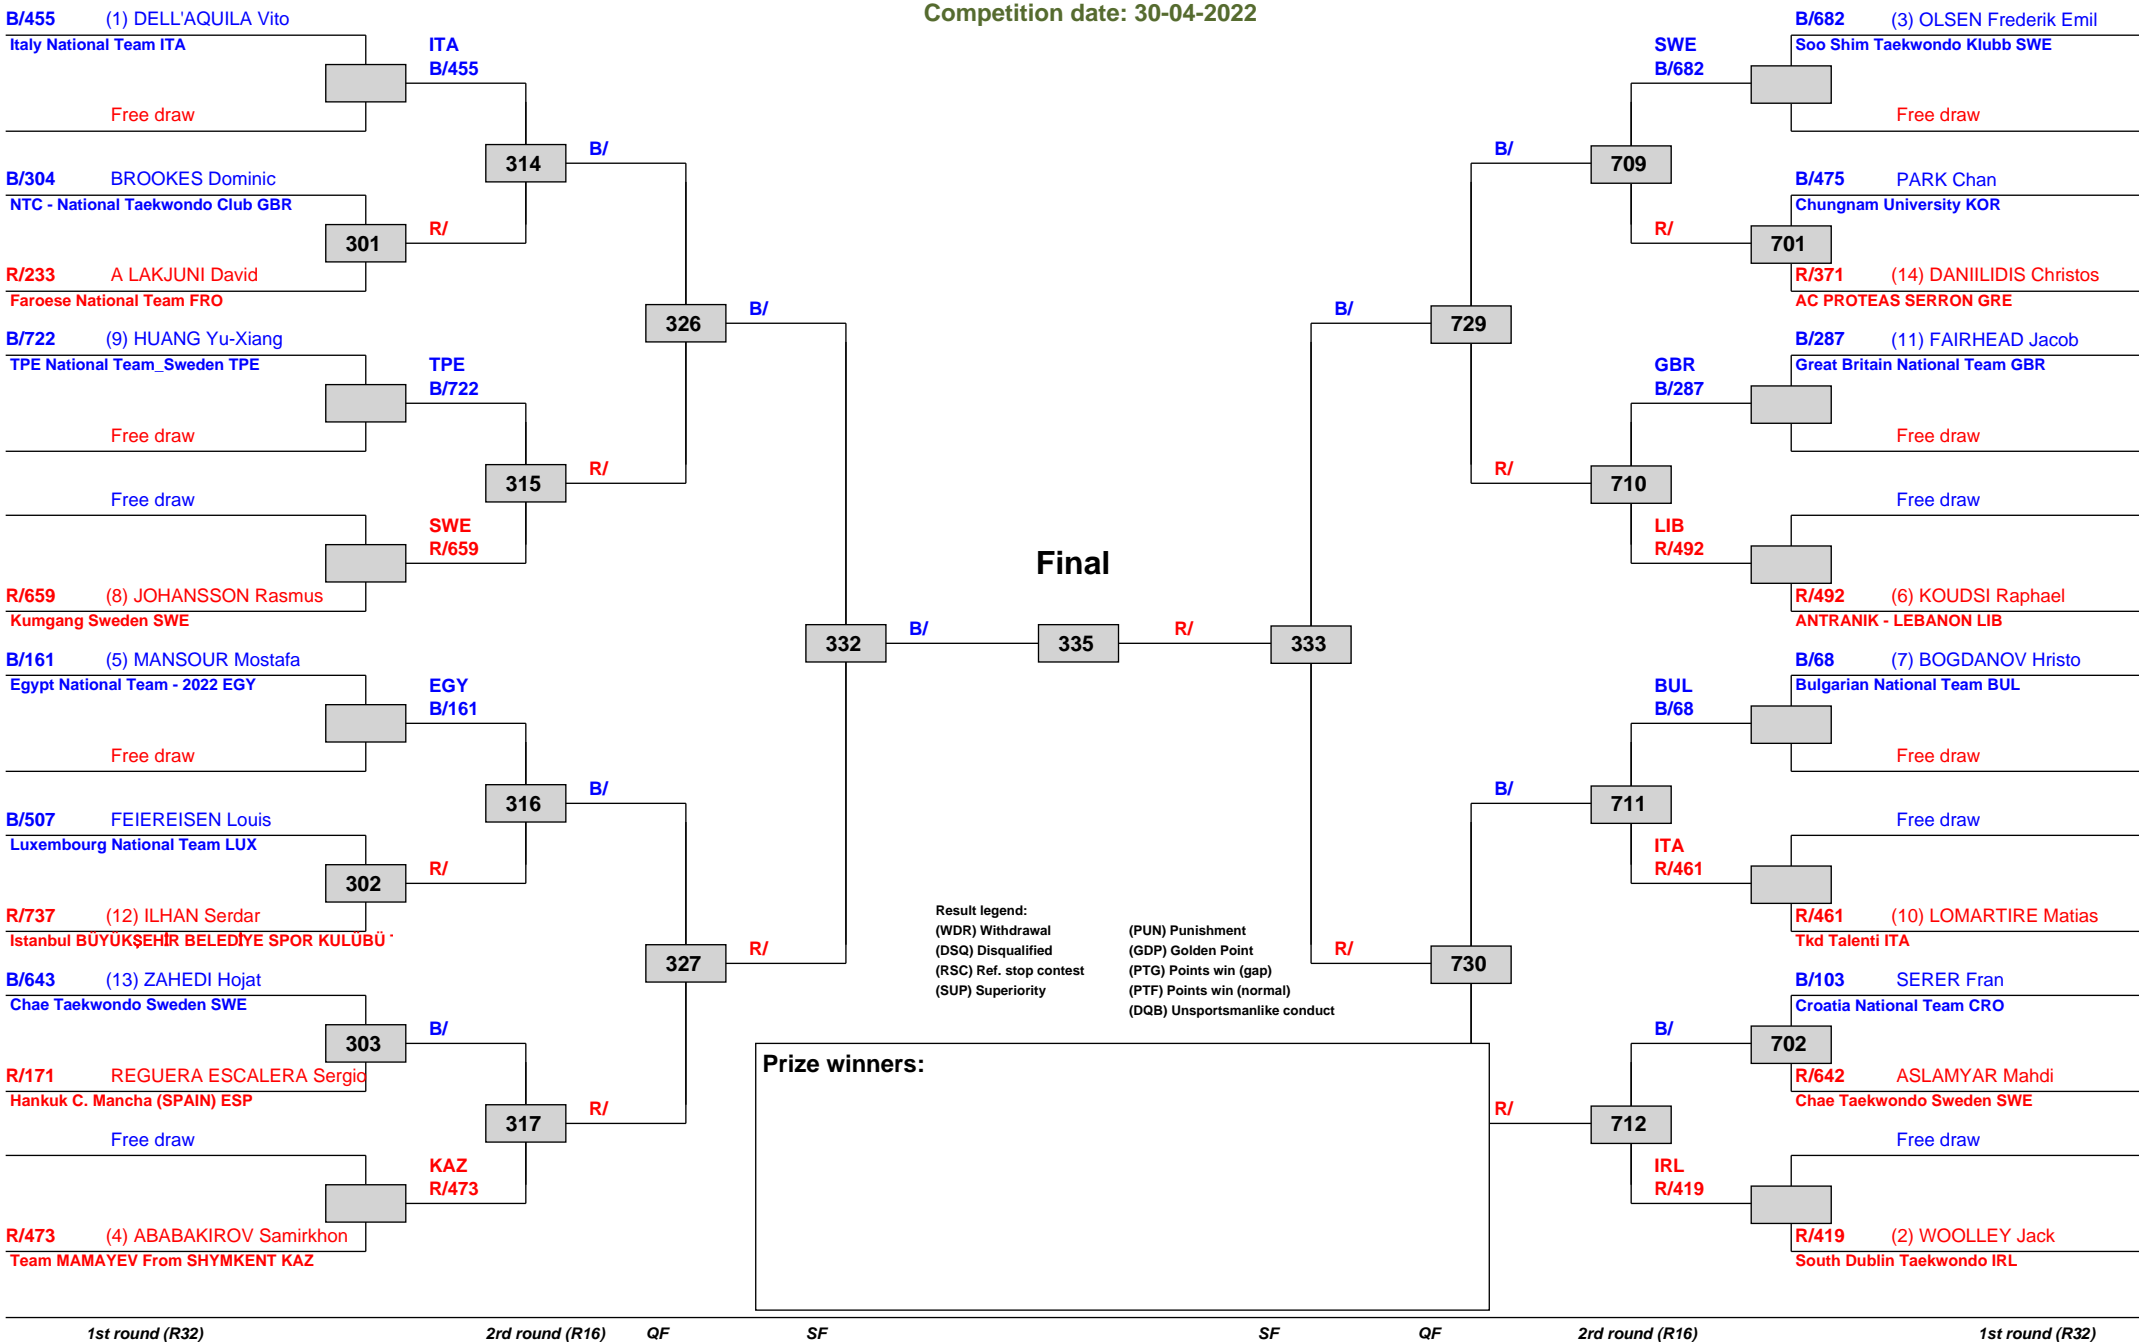 Competition date: 30-04-2022
B/455 (1) DELL'AQUILA Vito
Italy National Team ITA
Free draw
B/304 BROOKES Dominic
NTC - National Taekwondo Club GBR
R/233 A LAKJUNI David
Faroese National Team FRO
B/722 (9) HUANG Yu-Xiang
TPE National Team_Sweden TPE
Free draw
Free draw
R/659 (8) JOHANSSON Rasmus
Kumgang Sweden SWE
B/161 (5) MANSOUR Mostafa
Egypt National Team - 2022 EGY
Free draw
B/507 FEIEREISEN Louis
Luxembourg National Team LUX
R/737 (12) ILHAN Serdar
Istanbul BÜYÜKŞEHİR BELEDİYE SPOR KULÜBÜ
B/643 (13) ZAHEDI Hojat
Chae Taekwondo Sweden SWE
R/171 REGUERA ESCALERA Sergio
Hankuk C. Mancha (SPAIN) ESP
Free draw
R/473 (4) ABABAKIROV Samirkhon
Team MAMAYEV From SHYMKENT KAZ
301
302
303
ITA
B/455
R/
TPE
B/722
SWE
R/659
EGY
B/161
R/
B/
KAZ
R/473
314
315
316
317
B/
R/
B/
R/
326
327
B/
R/
332
B/
Final
335
R/
333
B/
R/
729
730
B/
R/
B/
R/
709
710
711
712
SWE
B/682
R/
GBR
B/287
LIB
R/492
BUL
B/68
ITA
R/461
B/
IRL
R/419
701
702
B/682 (3) OLSEN Frederik Emil
Soo Shim Taekwondo Klubb SWE
Free draw
B/475 PARK Chan
Chungnam University KOR
R/371 (14) DANIILIDIS Christos
AC PROTEAS SERRON GRE
B/287 (11) FAIRHEAD Jacob
Great Britain National Team GBR
Free draw
Free draw
R/492 (6) KOUDSI Raphael
ANTRANIK - LEBANON LIB
B/68 (7) BOGDANOV Hristo
Bulgarian National Team BUL
Free draw
Free draw
R/461 (10) LOMARTIRE Matias
Tkd Talenti ITA
B/103 SERER Fran
Croatia National Team CRO
R/642 ASLAMYAR Mahdi
Chae Taekwondo Sweden SWE
Free draw
R/419 (2) WOOLLEY Jack
South Dublin Taekwondo IRL
Result legend:
(WDR) Withdrawal (PUN) Punishment
(DSQ) Disqualified (GDP) Golden Point
(RSC) Ref. stop contest (PTG) Points win (gap)
(SUP) Superiority (PTF) Points win (normal)
(DQB) Unsportsmanlike conduct
Prize winners:
1st round (R32) 2rd round (R16) QF SF SF QF 2rd round (R16) 1st round (R32)